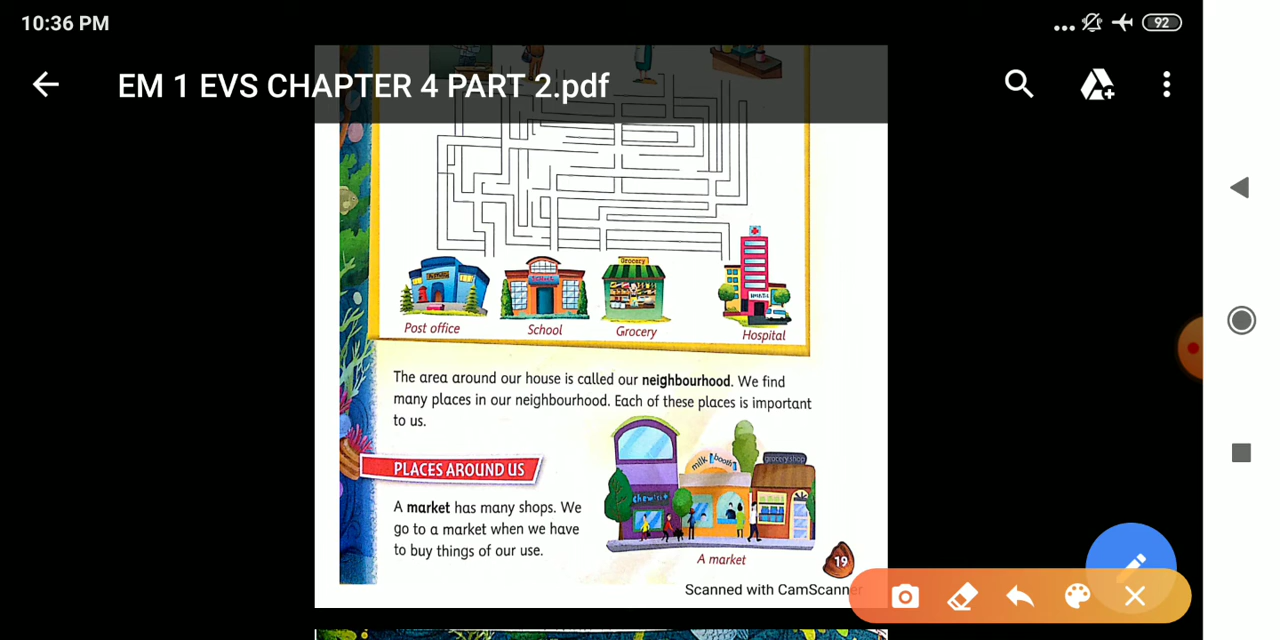 10:36 PM
92
EM 1 EVS CHAPTER 4 PART 2.pdf
Grocery
Post office
School
Grocery
Hospital
The area around our house is called our neighbourhood. We find
many places in our neighbourhood. Each of these places is important
to us.
PLACES AROUND US
milk booth
grocery shop
A market has many shops. We
go to a market when we have
to buy things of our use.
A market
19
Scanned with CamScanner